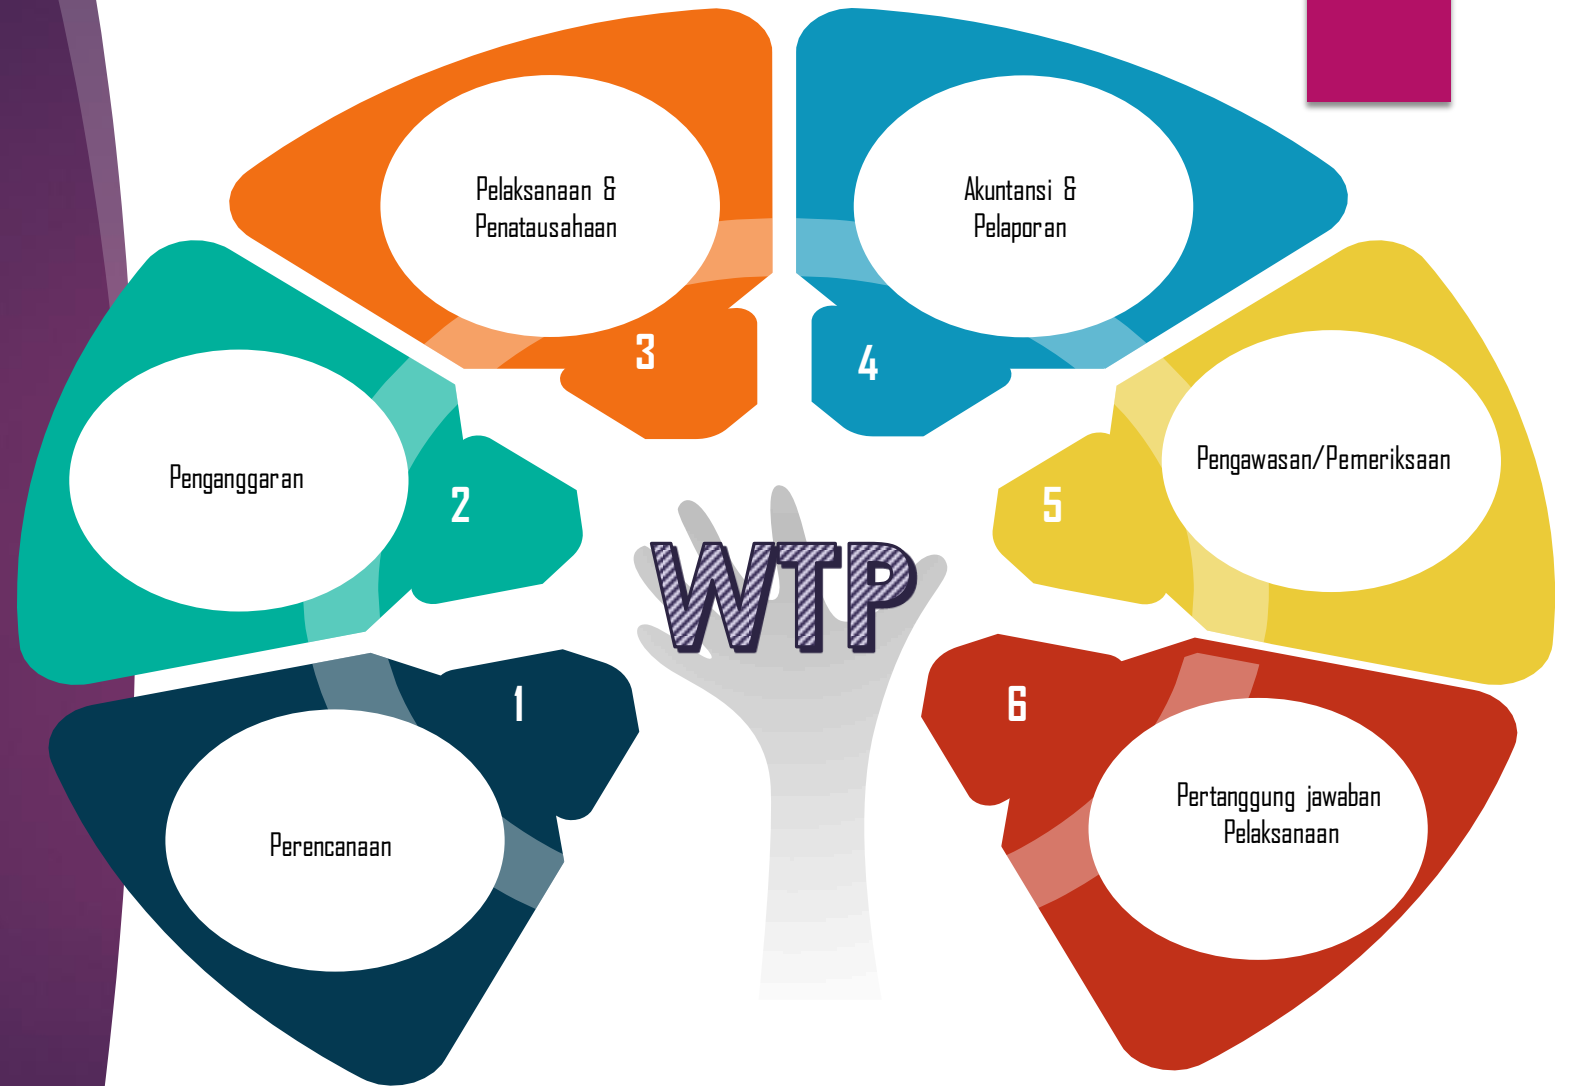 1
Perencanaan
2
Penganggaran
3
Pelaksanaan &
Penatausahaan
4
Akuntansi &
Pelaporan
5
Pengawasan/Pemeriksaan
6
Pertanggung jawaban
Pelaksanaan
WTP